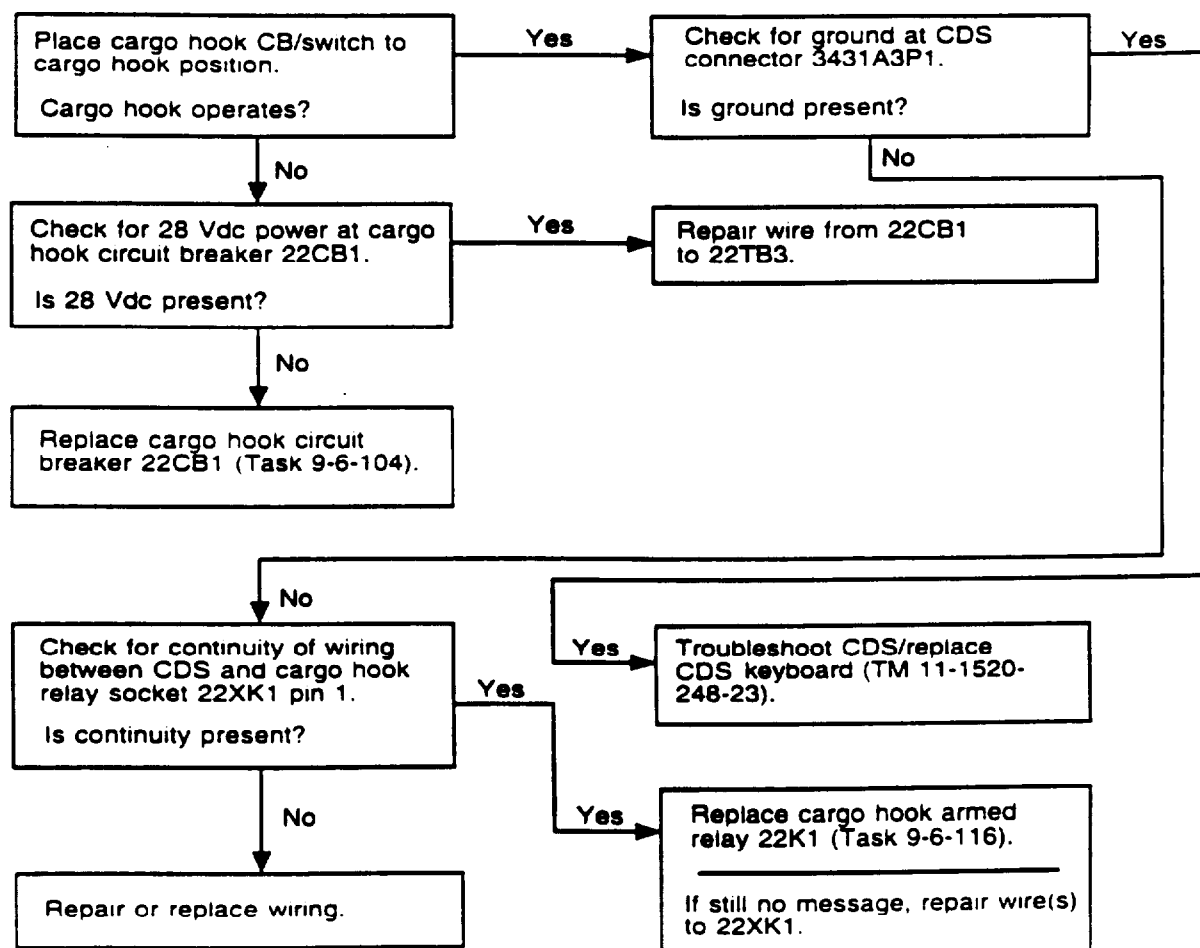 Place cargo hook CB/switch to
cargo hook position.
Cargo hook operates?
Yes
Check for ground at CDS
connector 3431A3P1.
Is ground present?
Yes
No
No
Check for 28 Vdc power at cargo
hook circuit breaker 22CB1.
Is 28 Vdc present?
Yes
Repair wire from 22CB1
to 22TB3.
No
Replace cargo hook circuit
breaker 22CB1 (Task 9-6-104).
No
Check for continuity of wiring
between CDS and cargo hook
relay socket 22XK1 pin 1.
Is continuity present?
Yes
Yes
Troubleshoot CDS/replace
CDS keyboard (TM 11-1520-
248-23).
No
Repair or replace wiring.
Yes
Replace cargo hook armed
relay 22K1 (Task 9-6-116).
If still no message, repair wire(s)
to 22XK1.